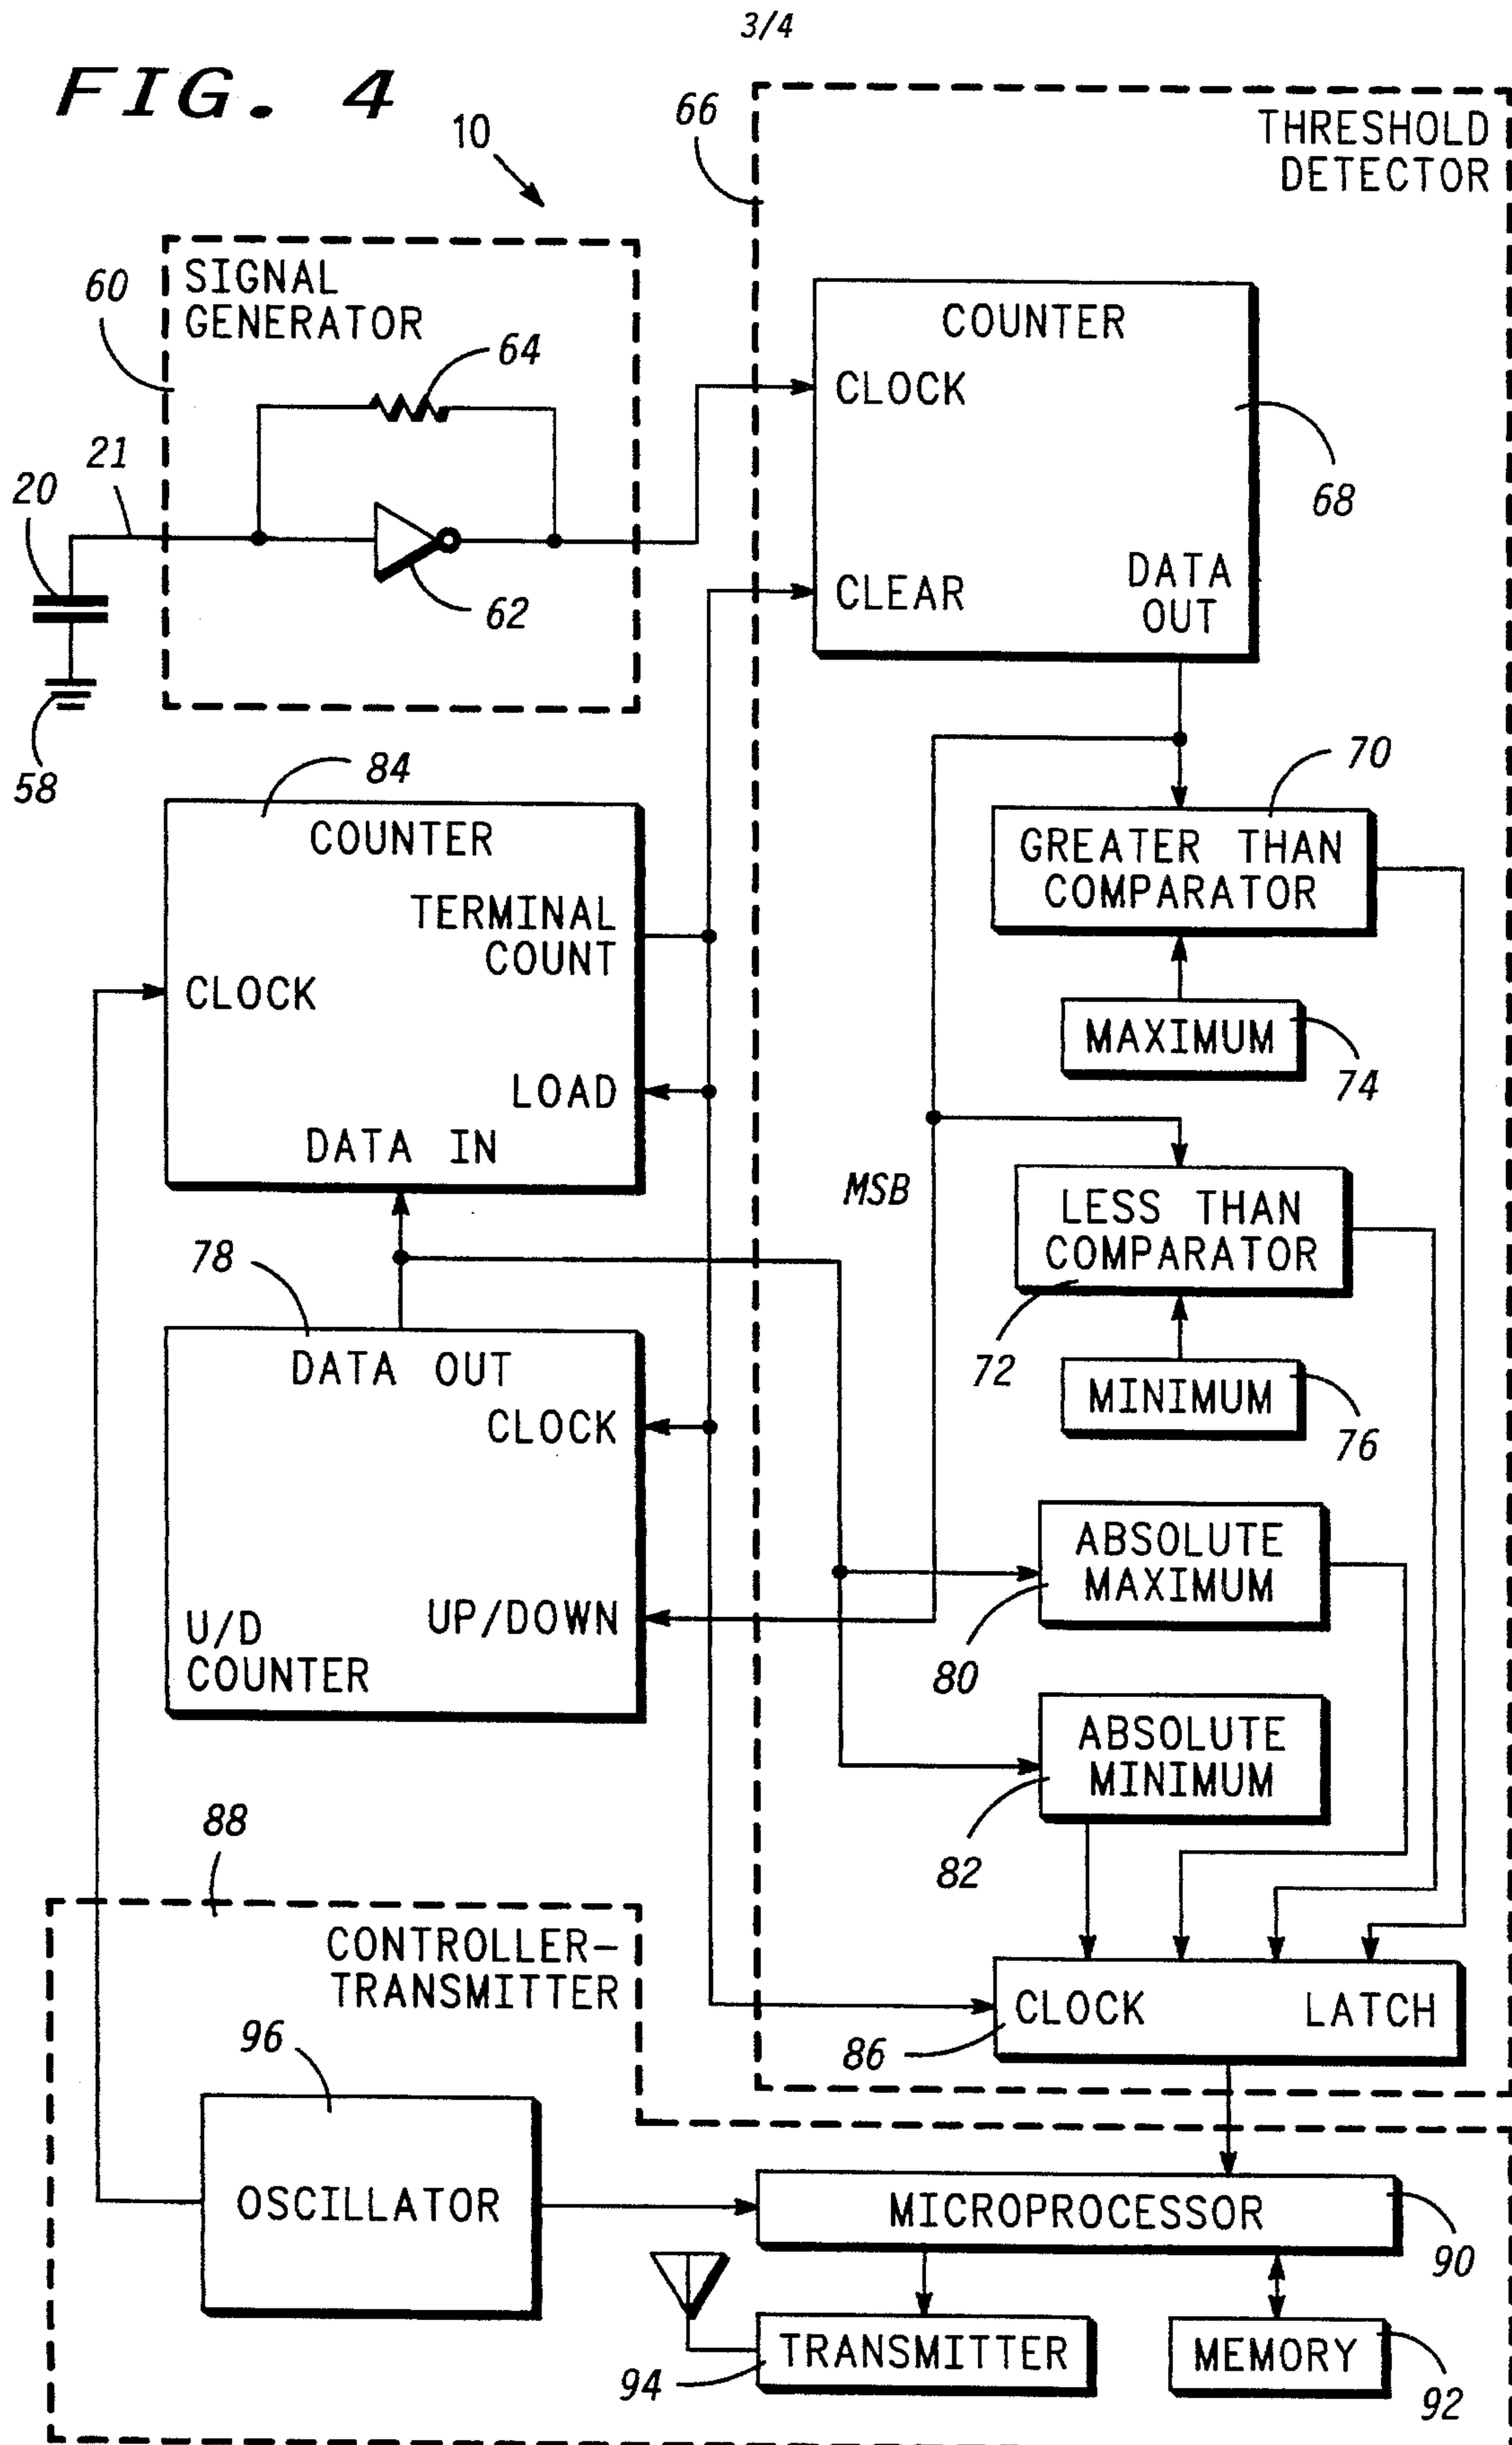 3/4
FIG. 4
10
66
THRESHOLD
DETECTOR
60
SIGNAL
GENERATOR
64
COUNTER
CLOCK
21
20
68
62
CLEAR
DATA
OUT
58
84
COUNTER
TERMINAL
COUNT
CLOCK
LOAD
DATA IN
70
GREATER THAN
COMPARATOR
MAXIMUM
74
MSB
LESS THAN
COMPARATOR
72
MINIMUM
76
78
DATA OUT
CLOCK
UP/DOWN
U/D
COUNTER
ABSOLUTE
MAXIMUM
80
ABSOLUTE
MINIMUM
82
88
CONTROLLER-
TRANSMITTER
CLOCK
LATCH
86
96
OSCILLATOR
MICROPROCESSOR
90
TRANSMITTER
94
MEMORY
92